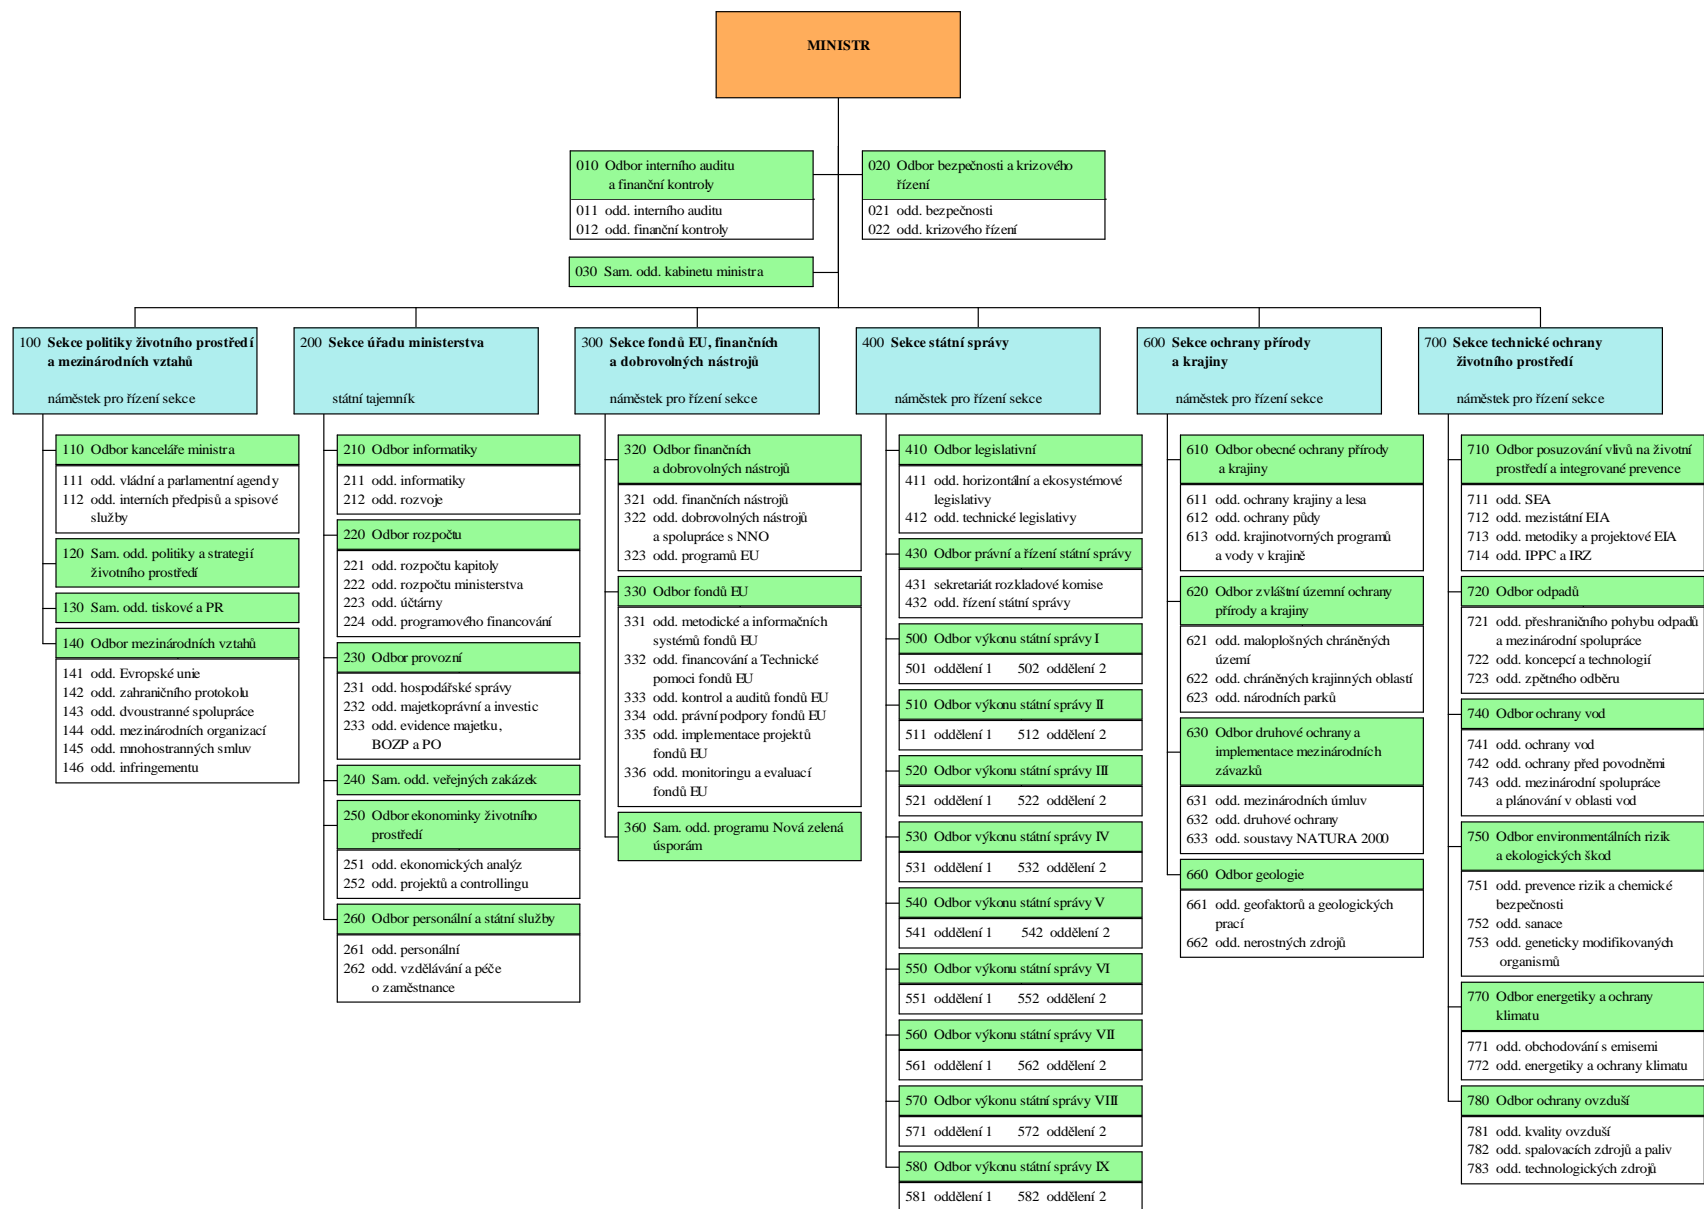 MINISTR
010 Odbor interního auditu
a finanční kontroly
011 odd. interního auditu
012 odd. finanční kontroly
020 Odbor bezpečnosti a krizového
řízení
021 odd. bezpečnosti
022 odd. krizového řízení
030 Sam. odd. kabinetu ministra
100 Sekce politiky životního prostředí
a mezinárodních vztahů
náměstek pro řízení sekce
110 Odbor kanceláře ministra
111 odd. vládní a parlamentní agendy
112 odd. interních předpisů a spisové
služby
120 Sam. odd. politiky a strategií
životního prostředí
130 Sam. odd. tiskové a PR
140 Odbor mezinárodních vztahů
141 odd. Evropské unie
142 odd. zahraničního protokolu
143 odd. dvoustranné spolupráce
144 odd. mezinárodních organizací
145 odd. mnohostranných smluv
146 odd. infringementu
200 Sekce úřadu ministerstva
státní tajemník
210 Odbor informatiky
211 odd. informatiky
212 odd. rozvoje
220 Odbor rozpočtu
221 odd. rozpočtu kapitoly
222 odd. rozpočtu ministerstva
223 odd. účtárny
224 odd. programového financování
230 Odbor provozní
231 odd. hospodářské správy
232 odd. majetkoprávní a investic
233 odd. evidence majetku,
BOZP a PO
240 Sam. odd. veřejných zakázek
250 Odbor ekonominky životního
prostředí
251 odd. ekonomických analýz
252 odd. projektů a controllingu
260 Odbor personální a státní služby
261 odd. personální
262 odd. vzdělávání a péče
o zaměstnance
300 Sekce fondů EU, finančních
a dobrovolných nástrojů
náměstek pro řízení sekce
320 Odbor finančních
a dobrovolných nástrojů
321 odd. finančních nástrojů
322 odd. dobrovolných nástrojů
a spolupráce s NNO
323 odd. programů EU
330 Odbor fondů EU
331 odd. metodické a informačních
systémů fondů EU
332 odd. financování a Technické
pomoci fondů EU
333 odd. kontrol a auditů fondů EU
334 odd. právní podpory fondů EU
335 odd. implementace projektů
fondů EU
336 odd. monitoringu a evaluací
fondů EU
360 Sam. odd. programu Nová zelená
úsporám
400 Sekce státní správy
náměstek pro řízení sekce
410 Odbor legislativní
411 odd. horizontální a ekosystémové
legislativy
412 odd. technické legislativy
430 Odbor právní a řízení státní správy
431 sekretariát rozkladové komise
432 odd. řízení státní správy
500 Odbor výkonu státní správy I
501 oddělení 1 502 oddělení 2
510 Odbor výkonu státní správy II
511 oddělení 1 512 oddělení 2
520 Odbor výkonu státní správy III
521 oddělení 1 522 oddělení 2
530 Odbor výkonu státní správy IV
531 oddělení 1 532 oddělení 2
540 Odbor výkonu státní správy V
541 oddělení 1 542 oddělení 2
550 Odbor výkonu státní správy VI
551 oddělení 1 552 oddělení 2
560 Odbor výkonu státní správy VII
561 oddělení 1 562 oddělení 2
570 Odbor výkonu státní správy VIII
571 oddělení 1 572 oddělení 2
580 Odbor výkonu státní správy IX
581 oddělení 1 582 oddělení 2
600 Sekce ochrany přírody
a krajiny
náměstek pro řízení sekce
610 Odbor obecné ochrany přírody
a krajiny
611 odd. ochrany krajiny a lesa
612 odd. ochrany půdy
613 odd. krajinotvorných programů
a vody v krajině
620 Odbor zvláštní územní ochrany
přírody a krajiny
621 odd. maloplošných chráněných
území
622 odd. chráněných krajinných oblastí
623 odd. národních parků
630 Odbor druhové ochrany a
implementace mezinárodních
závazků
631 odd. mezinárodních úmluv
632 odd. druhové ochrany
633 odd. soustavy NATURA 2000
660 Odbor geologie
661 odd. geofaktorů a geologických
prací
662 odd. nerostných zdrojů
700 Sekce technické ochrany
životního prostředí
náměstek pro řízení sekce
710 Odbor posuzování vlivů na životní
prostředí a integrované prevence
711 odd. SEA
712 odd. mezistátní EIA
713 odd. metodiky a projektové EIA
714 odd. IPPC a IRZ
720 Odbor odpadů
721 odd. přeshraničního pohybu odpadů
a mezinárodní spolupráce
722 odd. koncepcí a technologií
723 odd. zpětného odběru
740 Odbor ochrany vod
741 odd. ochrany vod
742 odd. ochrany před povodněmi
743 odd. mezinárodní spolupráce
a plánování v oblasti vod
750 Odbor environmentálních rizik
a ekologických škod
751 odd. prevence rizik a chemické
bezpečnosti
752 odd. sanace
753 odd. geneticky modifikovaných
organismů
770 Odbor energetiky a ochrany
klimatu
771 odd. obchodování s emisemi
772 odd. energetiky a ochrany klimatu
780 Odbor ochrany ovzduší
781 odd. kvality ovzduší
782 odd. spalovacích zdrojů a paliv
783 odd. technologických zdrojů